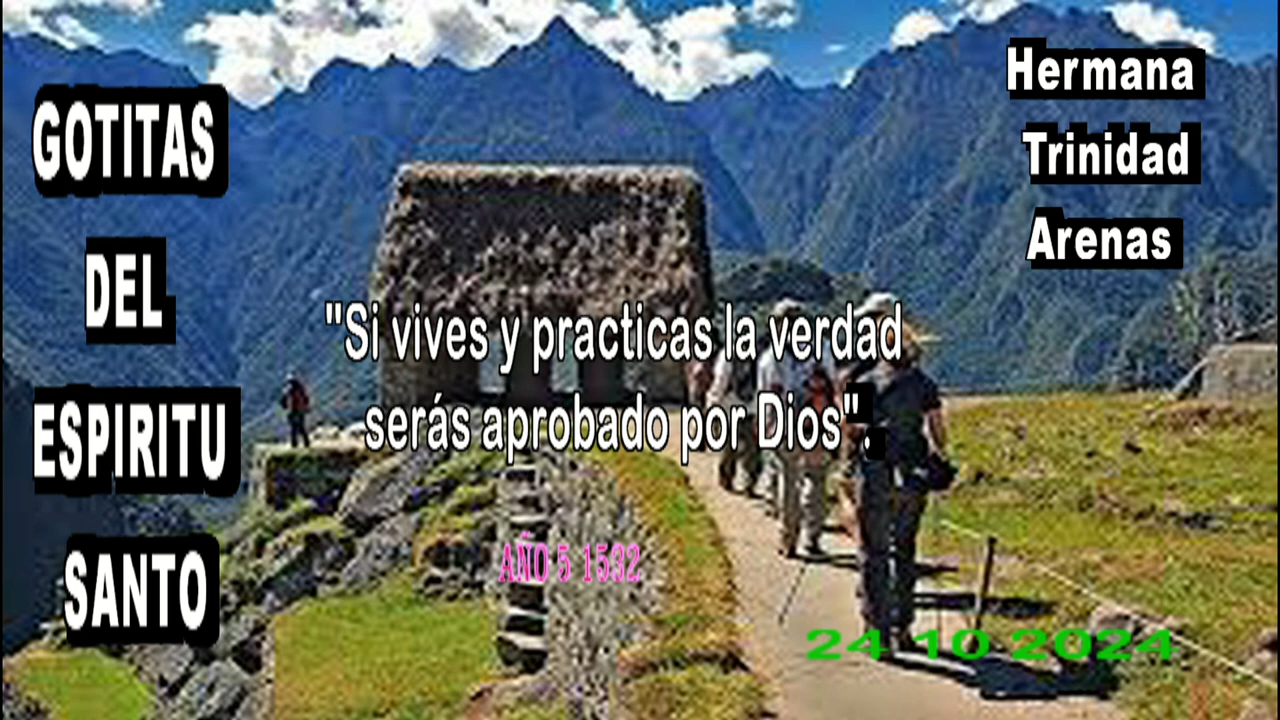 GOTITAS
DEL
ESPIRITU
SANTO
Hermana
Trinidad
Arenas
"Si vives y practicas la verdad
serás aprobado por Dios".
AÑO 5 1532
24 10 2024